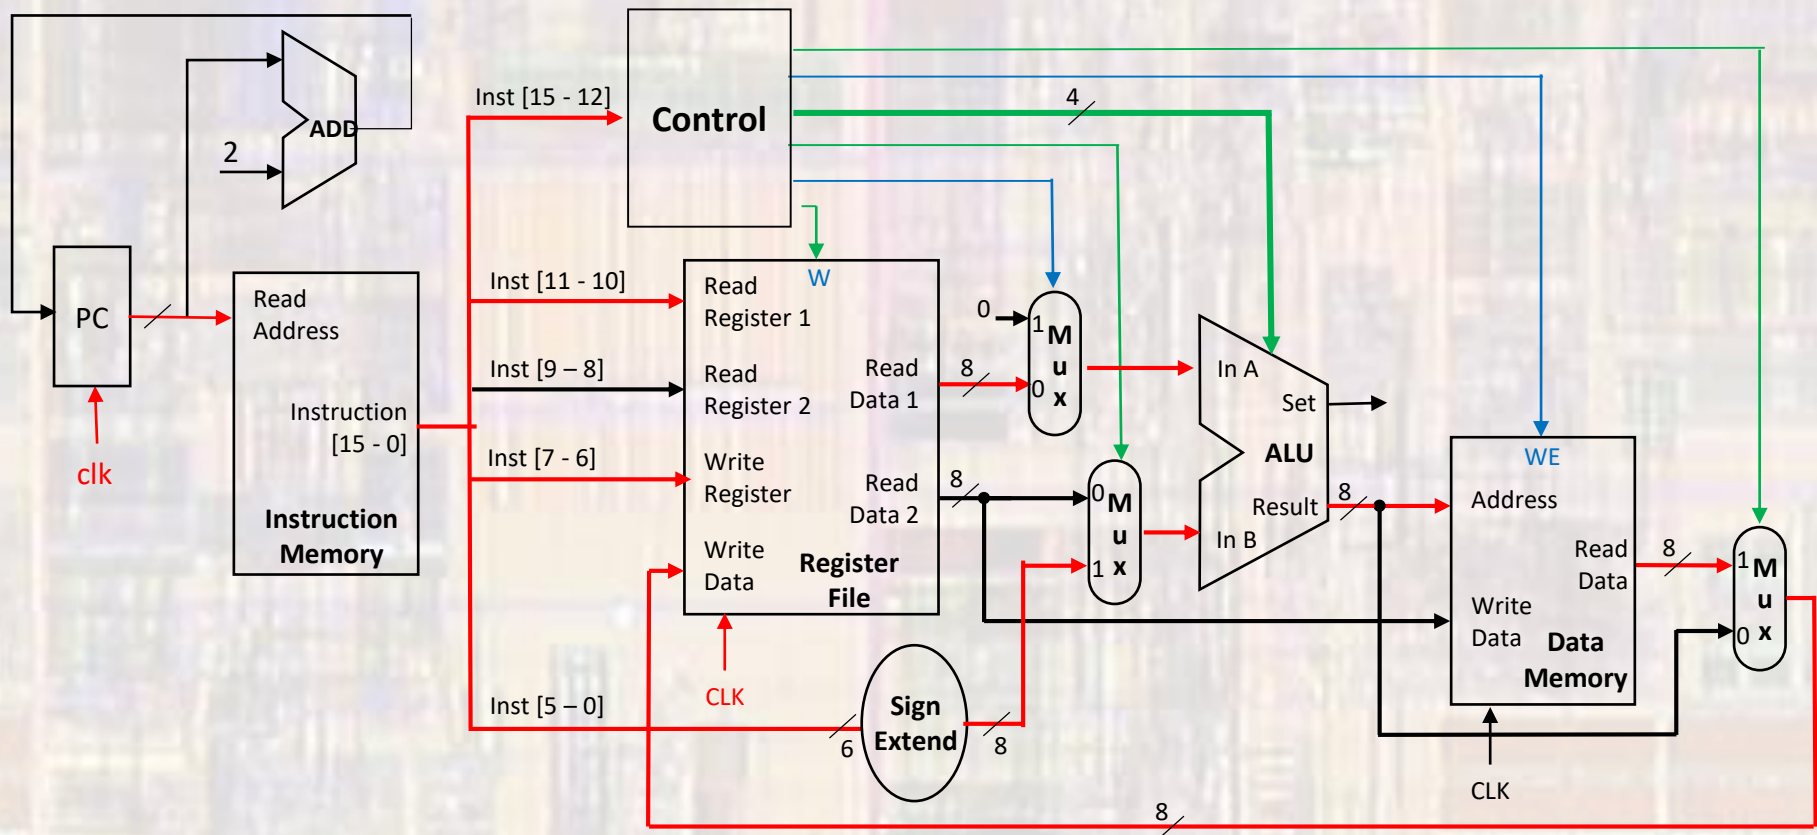 Inst [15 - 12]
Control
4
ADD
2
PC
clk
Read
Address
Instruction
[15 - 0]
Instruction
Memory
Inst [11 - 10]
Inst [9 – 8]
Inst [7 - 6]
Inst [5 – 0]
W
Read
Register 1
Read
Register 2
Write
Register
Write
Data
Read
Data 1
Read
Data 2
Register
File
CLK
8
8
6
Sign
Extend
8
0
1
M
u
x
0
0
M
u
x
1
In A
Set
ALU
Result
In B
8
WE
Address
Read
Data
Write
Data
Data
Memory
CLK
8
1
M
u
x
0
8